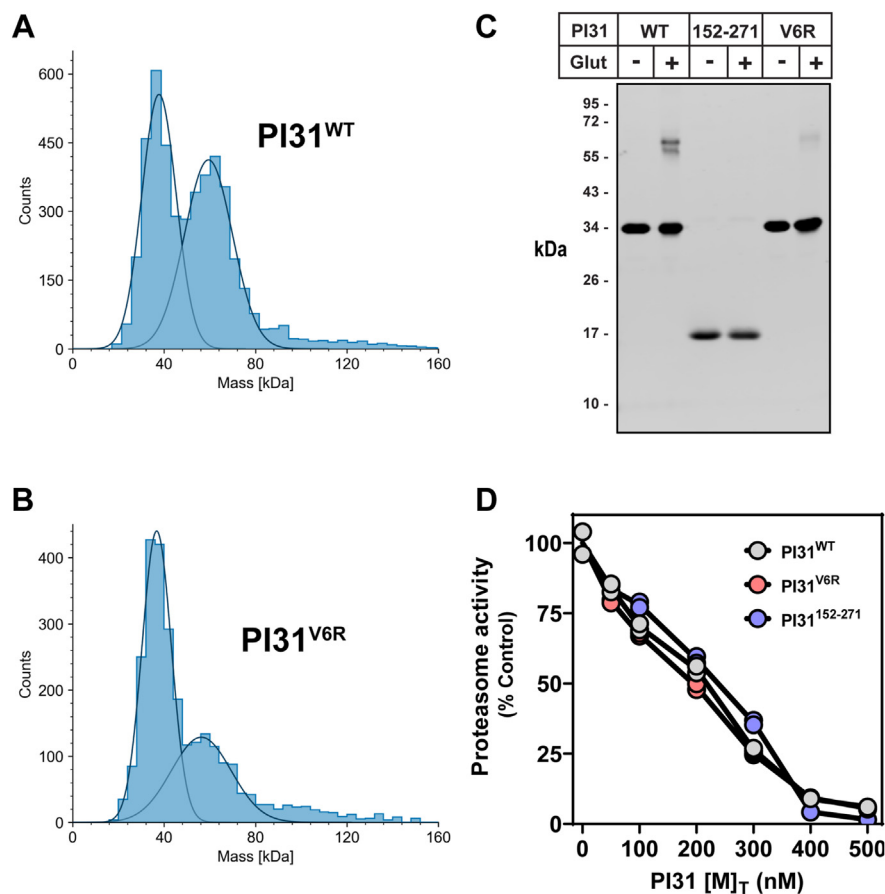 A
600
450
300
150
0
Counts
PI31WT
0 40 80 120 160
Mass [kDa]
B
400
300
200
100
0
Counts
PI31V6R
0 40 80 120 160
Mass [kDa]
C
PI31 WT 152-271 V6R
Glut - + - + - +
95 -
72 -
55 -
43 -
34 -
26 -
17 -
10 -
kDa
D
100
75
50
25
0
Proteasome activity
(% Control)
PI31WT
PI31V6R
PI31152-271
0 100 200 300 400 500
PI31 [M]T (nM)